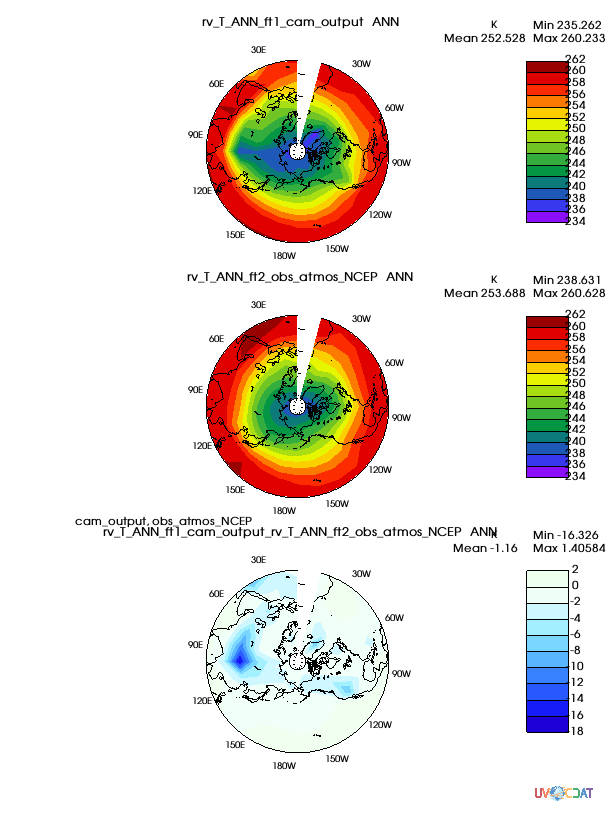 rv_T_ANN_ft1_cam_output ANN
K Min 235.262
Mean 252.528 Max 260.233
30E 30W
60E 60W
90E 90W
120E 120W
150E 150W
180W
262
260
258
256
254
252
250
248
246
244
242
240
238
236
234
rv_T_ANN_ft2_obs_atmos_NCEP ANN
K Min 238.631
Mean 253.688 Max 260.628
30E 30W
60E 60W
90E 90W
120E 120W
150E 150W
180W
262
260
258
256
254
252
250
248
246
244
242
240
238
236
234
cam_output, obs_atmos_NCEP
rv_T_ANN_ft1_cam_output_rv_T_ANN_ft2_obs_atmos_NCEP ANN
K Min -16.326
Mean -1.16 Max 1.40584
30E 30W
60E 60W
90E 90W
120E 120W
150E 150W
180W
2
0
-2
-4
-6
-8
-10
-12
-14
-16
-18
UV CDAT